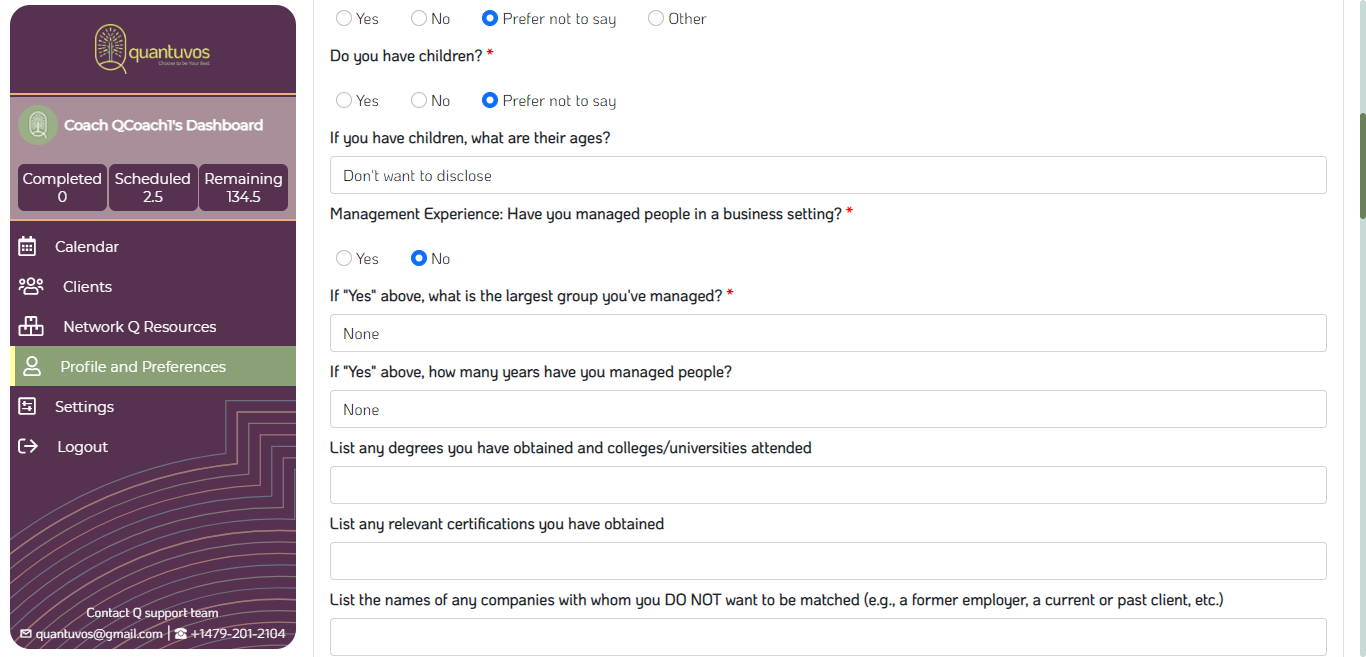 quantuvos
Choose to be Your Best
Coach QCoach1's Dashboard
Completed
0
Scheduled
2.5
Remaining
134.5
Calendar
Clients
Network Q Resources
Profile and Preferences
Settings
Logout
Contact Q support team
quantuvos@gmail.com | +1479-201-2104
Yes No Prefer not to say Other
Do you have children? *
Yes No Prefer not to say
If you have children, what are their ages?
Don't want to disclose
Management Experience: Have you managed people in a business setting? *
Yes No
If "Yes" above, what is the largest group you've managed? *
None
If "Yes" above, how many years have you managed people?
None
List any degrees you have obtained and colleges/universities attended
List any relevant certifications you have obtained
List the names of any companies with whom you DO NOT want to be matched (e.g., a former employer, a current or past client, etc.)